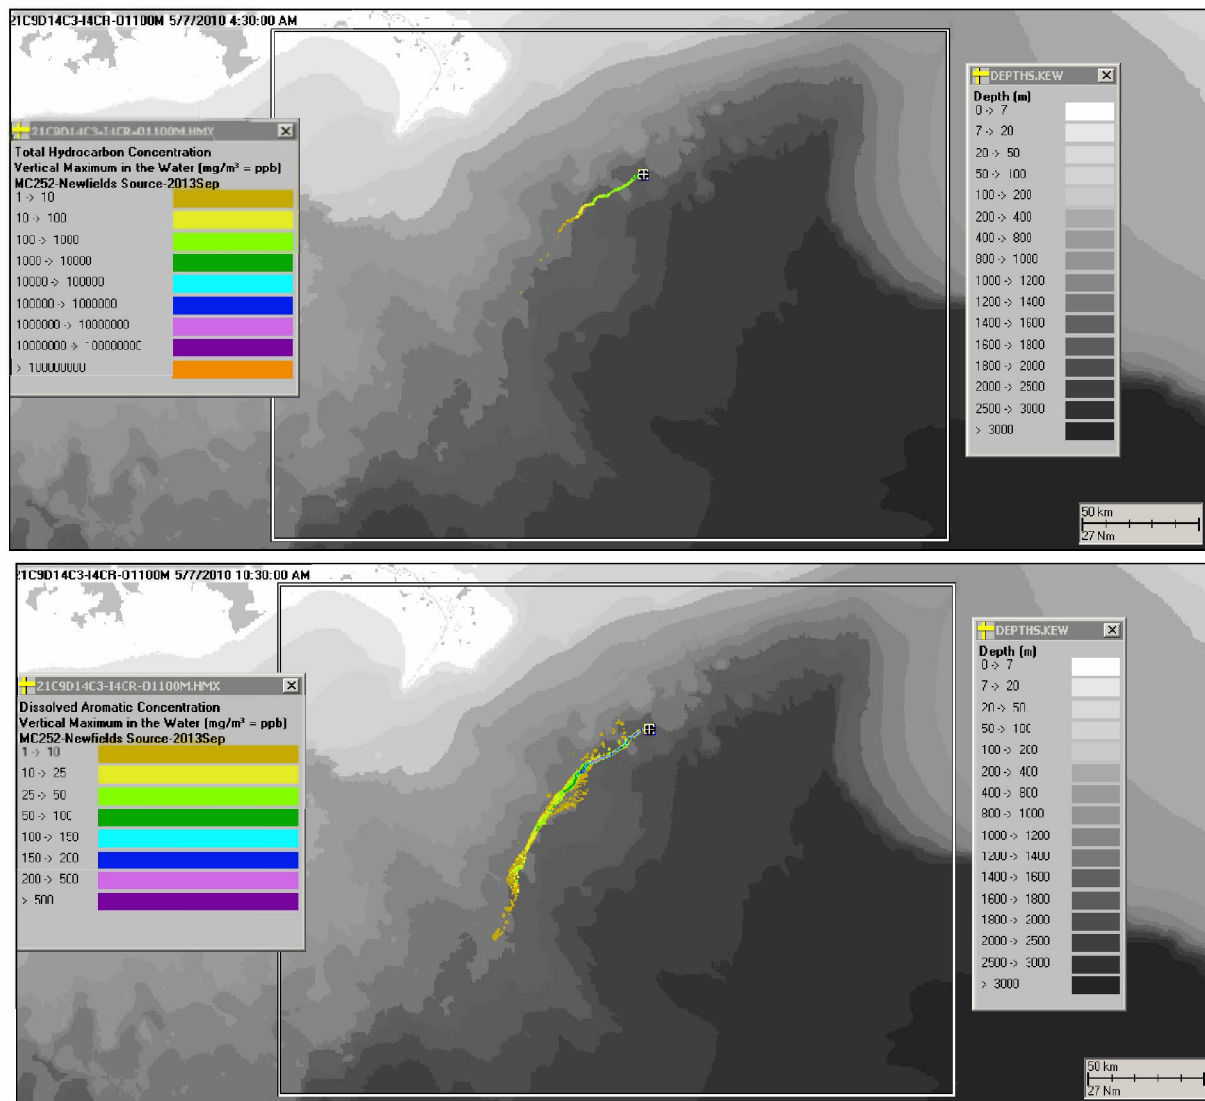 21C9D14C3-I4CR-O1100M 5/7/2010 4:30:00 AM
21C9D14C3-I4CR-O1100M.HMX
Total Hydrocarbon Concentration
Vertical Maximum in the Water (mg/m³ = ppb)
MC252-Newfields Source-2013Sep
1 -> 10
10 -> 100
100 -> 1000
1000 -> 10000
10000 -> 100000
100000 -> 1000000
1000000 -> 10000000
10000000 -> 100000000
> 100000000
DEPTHS.KEW
Depth (m)
0 -> 7
7 -> 20
20 -> 50
50 -> 100
100 -> 200
200 -> 400
400 -> 800
800 -> 1000
1000 -> 1200
1200 -> 1400
1400 -> 1600
1600 -> 1800
1800 -> 2000
2000 -> 2500
2500 -> 3000
> 3000
50 km
27 Nm
21C9D14C3-I4CR-O1100M 5/7/2010 10:30:00 AM
21C9D14C3-I4CR-O1100M.HMX
Dissolved Aromatic Concentration
Vertical Maximum in the Water (mg/m³ = ppb)
MC252-Newfields Source-2013Sep
1 -> 10
10 -> 25
25 -> 50
50 -> 100
100 -> 150
150 -> 200
200 -> 500
> 500
DEPTHS.KEW
Depth (m)
0 -> 7
7 -> 20
20 -> 50
50 -> 100
100 -> 200
200 -> 400
400 -> 800
800 -> 1000
1000 -> 1200
1200 -> 1400
1400 -> 1600
1600 -> 1800
1800 -> 2000
2000 -> 2500
2500 -> 3000
> 3000
50 km
27 Nm